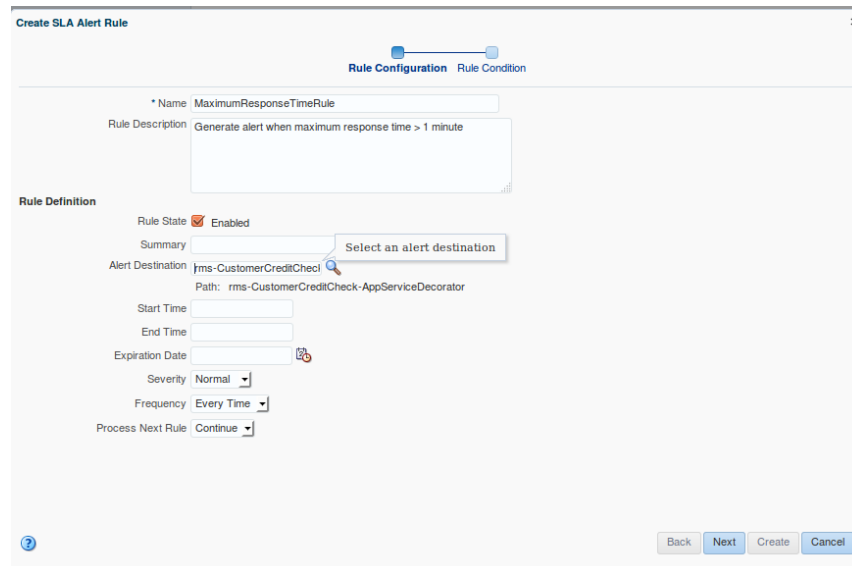 Create SLA Alert Rule
Rule Configuration Rule Condition
* Name MaximumResponseTimeRule
Rule Description Generate alert when maximum response time > 1 minute
Rule Definition
Rule State Enabled
Summary
Select an alert destination
Alert Destination rms-CustomerCreditChec
Path: rms-CustomerCreditCheck-AppServiceDecorator
Start Time
End Time
Expiration Date
Severity Normal
Frequency Every Time
Process Next Rule Continue
? Back Next Create Cancel